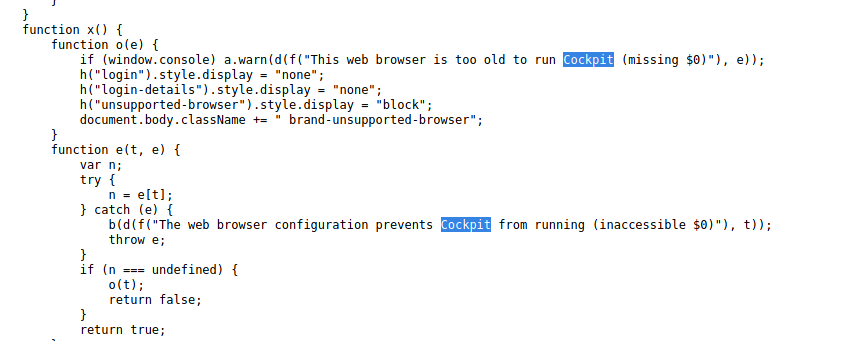 }
function x() {
function o(e) {
if (window.console) a.warn(d(f("This web browser is too old to run Cockpit (missing $0)"), e));
h("login").style.display = "none";
h("login-details").style.display = "none";
h("unsupported-browser").style.display = "block";
document.body.className += " brand-unsupported-browser";
}
function e(t, e) {
var n;
try {
n = e[t];
} catch (e) {
b(d(f("The web browser configuration prevents Cockpit from running (inaccessible $0)"), t));
throw e;
}
if (n === undefined) {
o(t);
return false;
}
return true;